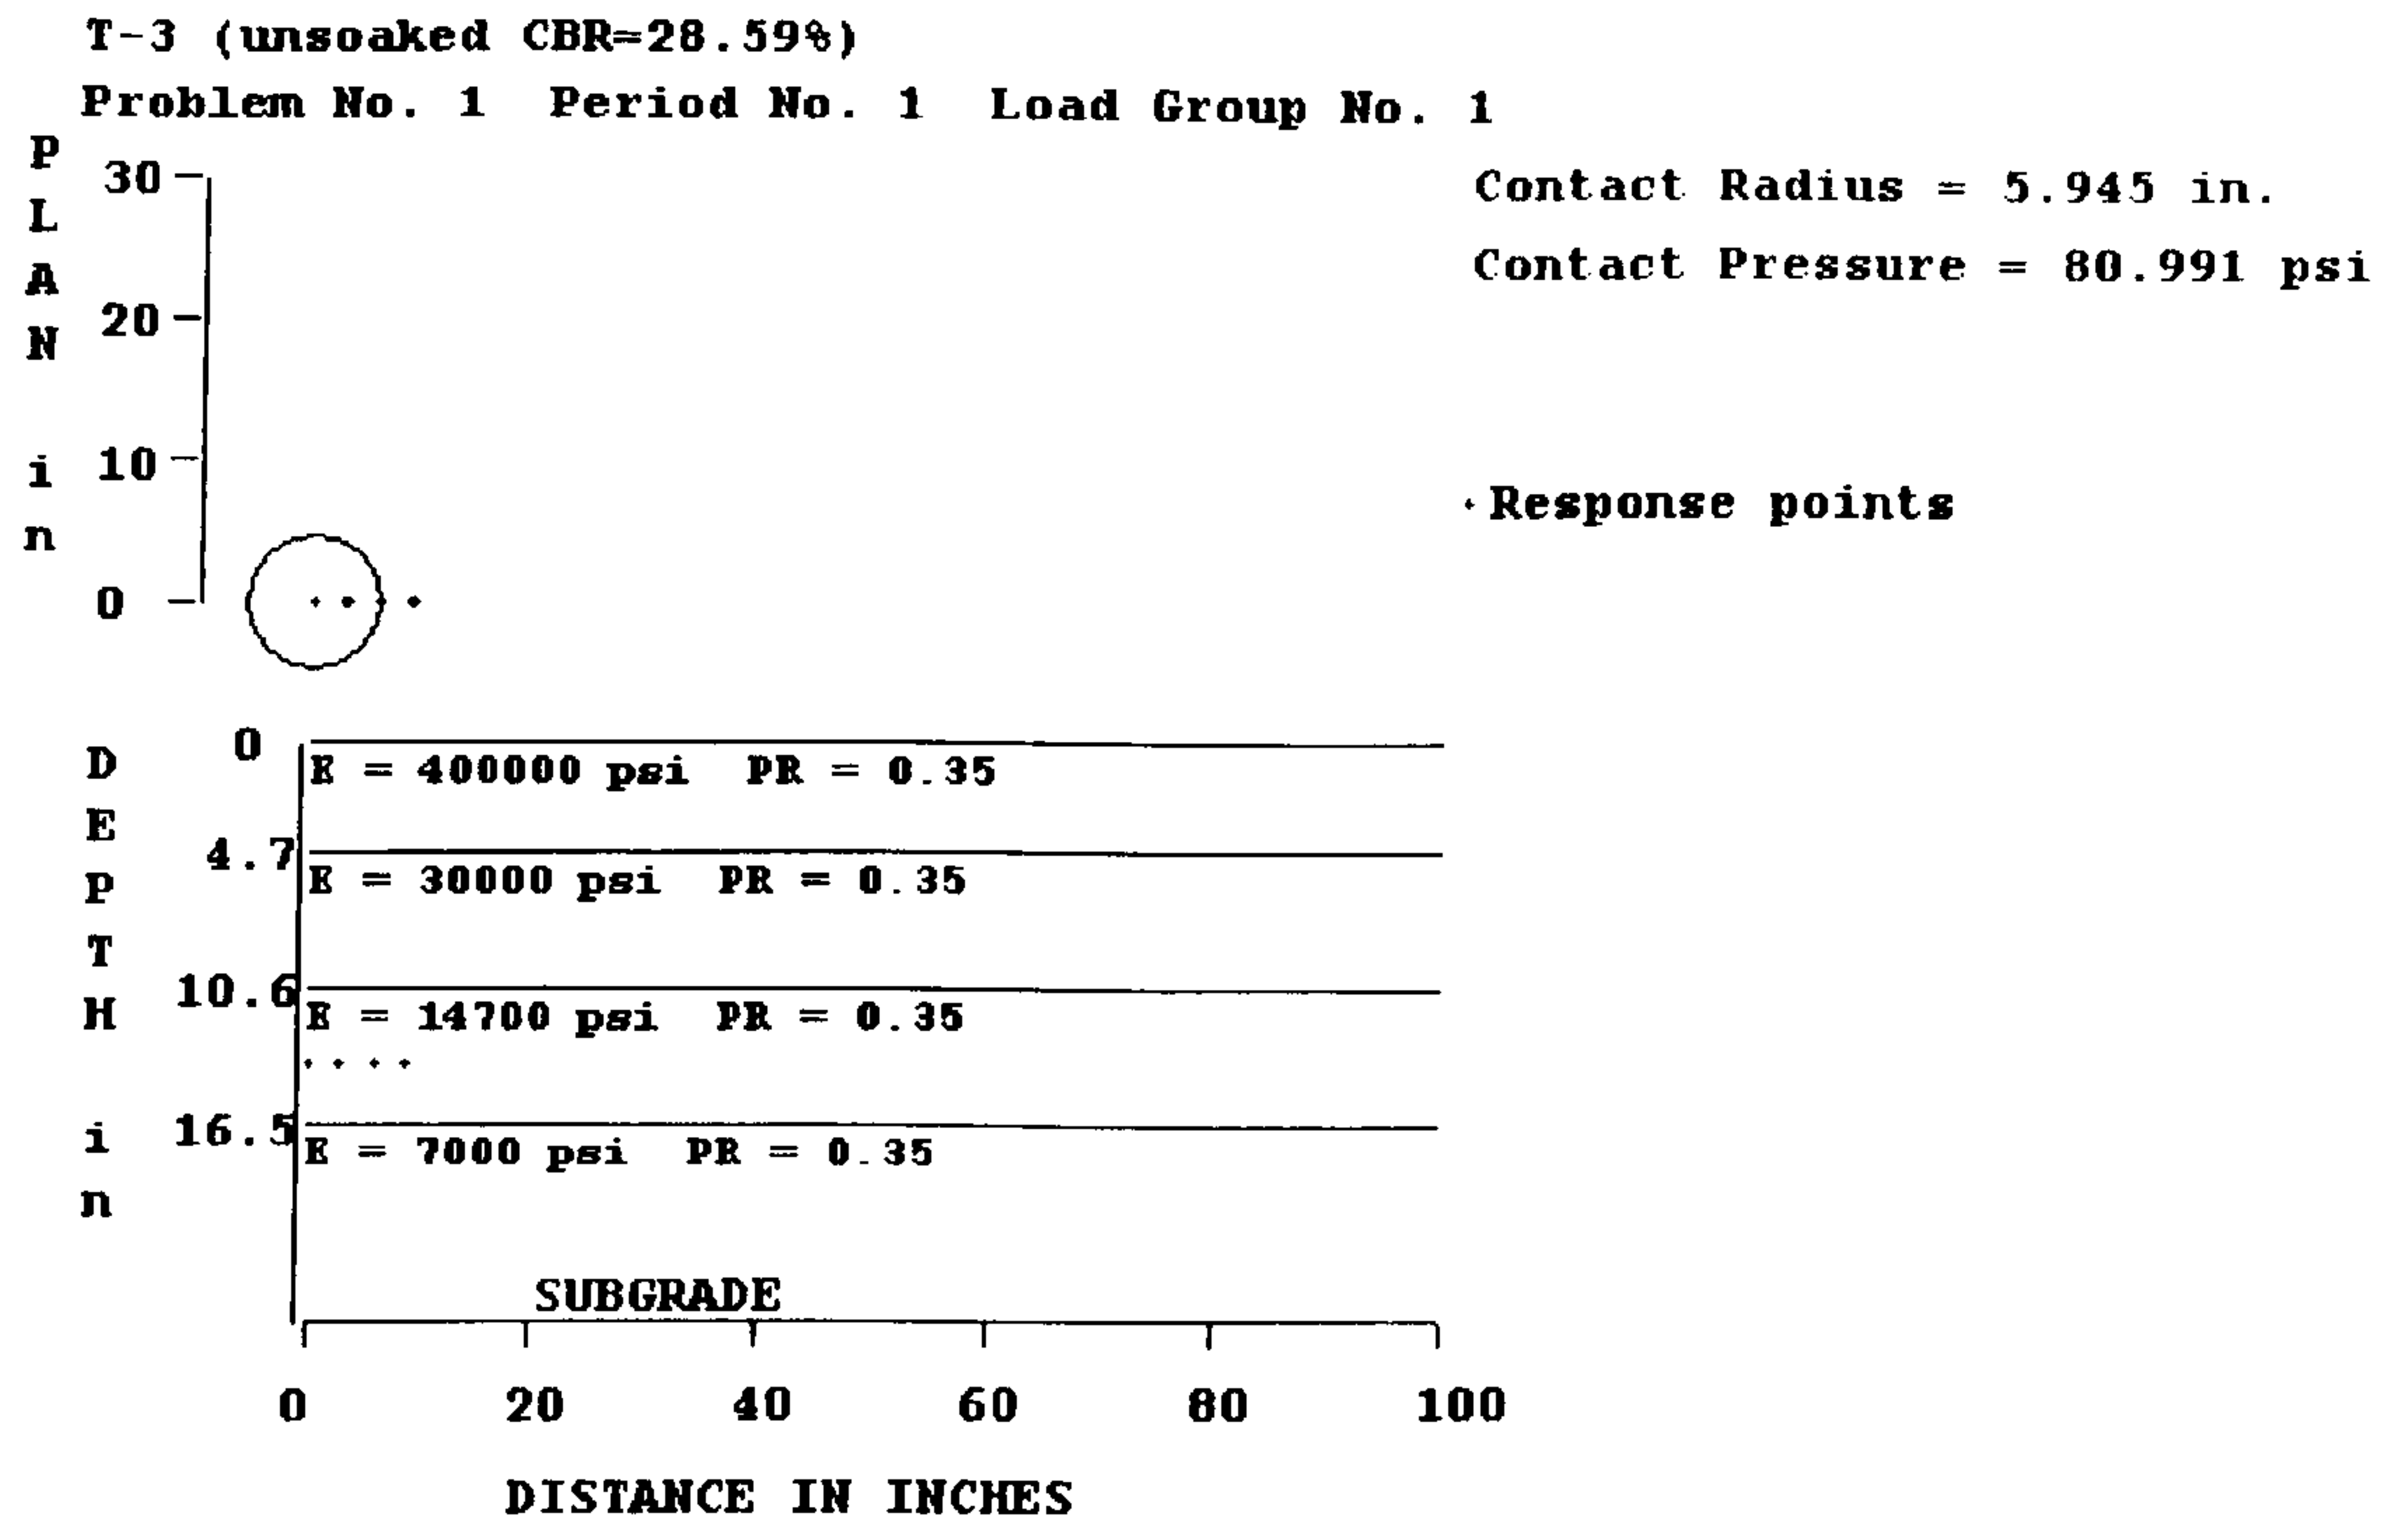 T-3 (unsoaked CBR=28.59%)
Problem No. 1 Period No. 1 Load Group No. 1
PLAN in
30
20
10
0
Contact Radius = 5.945 in.
Contact Pressure = 80.991 psi
Response points
DEPTH in
0
E = 400000 psi PR = 0.35
4.7
E = 30000 psi PR = 0.35
10.6
E = 14700 psi PR = 0.35
16.5
E = 7000 psi PR = 0.35
SUBGRADE
0 20 40 60 80 100
DISTANCE IN INCHES